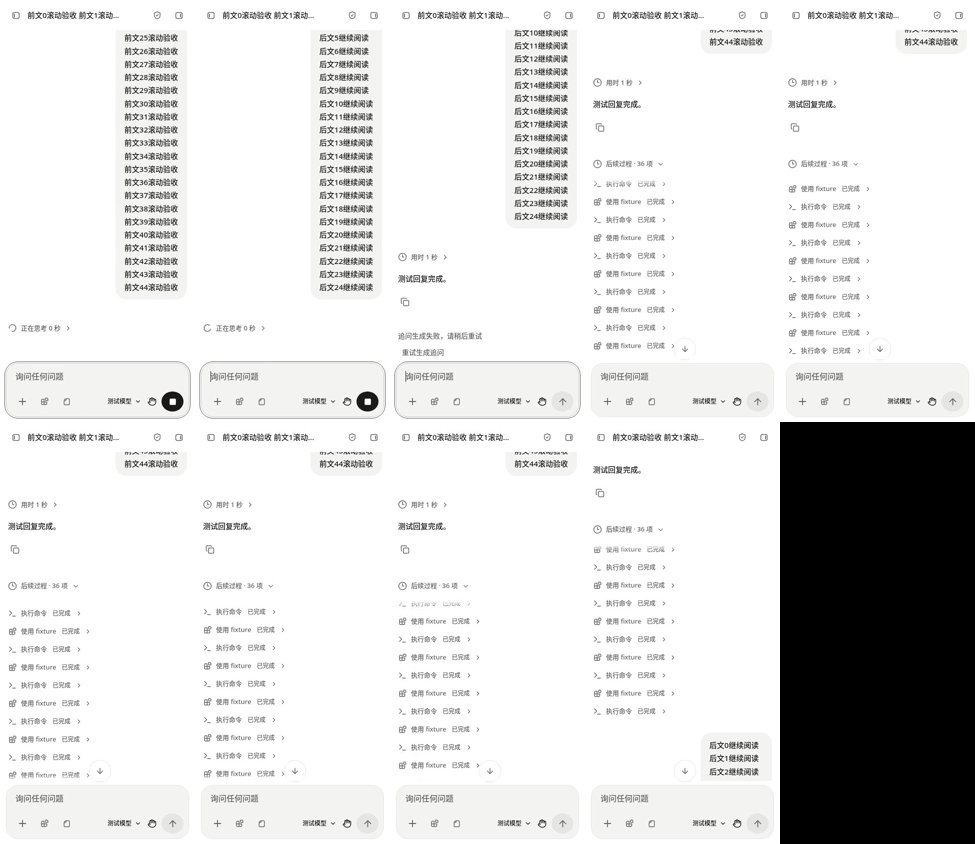 前文0滚动验收 前文1滚动...
前文25滚动验收
前文26滚动验收
前文27滚动验收
前文28滚动验收
前文29滚动验收
前文30滚动验收
前文31滚动验收
前文32滚动验收
前文33滚动验收
前文34滚动验收
前文35滚动验收
前文36滚动验收
前文37滚动验收
前文38滚动验收
前文39滚动验收
前文40滚动验收
前文41滚动验收
前文42滚动验收
前文43滚动验收
前文44滚动验收
正在思考 0 秒
询问任何问题
测试模型
前文0滚动验收 前文1滚动...
后文5继续阅读
后文6继续阅读
后文7继续阅读
后文8继续阅读
后文9继续阅读
后文10继续阅读
后文11继续阅读
后文12继续阅读
后文13继续阅读
后文14继续阅读
后文15继续阅读
后文16继续阅读
后文17继续阅读
后文18继续阅读
后文19继续阅读
后文20继续阅读
后文21继续阅读
后文22继续阅读
后文23继续阅读
后文24继续阅读
正在思考 0 秒
询问任何问题
测试模型
前文0滚动验收 前文1滚动...
后文10继续阅读
后文11继续阅读
后文12继续阅读
后文13继续阅读
后文14继续阅读
后文15继续阅读
后文16继续阅读
后文17继续阅读
后文18继续阅读
后文19继续阅读
后文20继续阅读
后文21继续阅读
后文22继续阅读
后文23继续阅读
后文24继续阅读
用时 1 秒
测试回复完成。
追问生成失败，请稍后重试
重试生成追问
询问任何问题
测试模型
前文0滚动验收 前文1滚动...
前文44滚动验收
用时 1 秒
测试回复完成。
后续过程 · 36 项
执行命令 已完成
使用 fixture 已完成
执行命令 已完成
使用 fixture 已完成
执行命令 已完成
使用 fixture 已完成
执行命令 已完成
使用 fixture 已完成
执行命令 已完成
使用 fixture 已完成
询问任何问题
测试模型
前文0滚动验收 前文1滚动...
前文44滚动验收
用时 1 秒
测试回复完成。
后续过程 · 36 项
使用 fixture 已完成
执行命令 已完成
使用 fixture 已完成
执行命令 已完成
使用 fixture 已完成
执行命令 已完成
使用 fixture 已完成
执行命令 已完成
使用 fixture 已完成
执行命令 已完成
询问任何问题
测试模型
前文0滚动验收 前文1滚动...
前文44滚动验收
用时 1 秒
测试回复完成。
后续过程 · 36 项
执行命令 已完成
使用 fixture 已完成
执行命令 已完成
使用 fixture 已完成
执行命令 已完成
使用 fixture 已完成
执行命令 已完成
使用 fixture 已完成
执行命令 已完成
使用 fixture 已完成
询问任何问题
测试模型
前文0滚动验收 前文1滚动...
前文44滚动验收
用时 1 秒
测试回复完成。
后续过程 · 36 项
执行命令 已完成
使用 fixture 已完成
执行命令 已完成
使用 fixture 已完成
执行命令 已完成
使用 fixture 已完成
执行命令 已完成
使用 fixture 已完成
执行命令 已完成
使用 fixture 已完成
询问任何问题
测试模型
前文0滚动验收 前文1滚动...
前文44滚动验收
用时 1 秒
测试回复完成。
后续过程 · 36 项
使用 fixture 已完成
执行命令 已完成
使用 fixture 已完成
执行命令 已完成
使用 fixture 已完成
执行命令 已完成
使用 fixture 已完成
执行命令 已完成
使用 fixture 已完成
询问任何问题
测试模型
前文0滚动验收 前文1滚动...
测试回复完成。
后续过程 · 36 项
使用 fixture 已完成
执行命令 已完成
使用 fixture 已完成
执行命令 已完成
使用 fixture 已完成
执行命令 已完成
使用 fixture 已完成
执行命令 已完成
使用 fixture 已完成
执行命令 已完成
后文0继续阅读
后文1继续阅读
后文2继续阅读
询问任何问题
测试模型